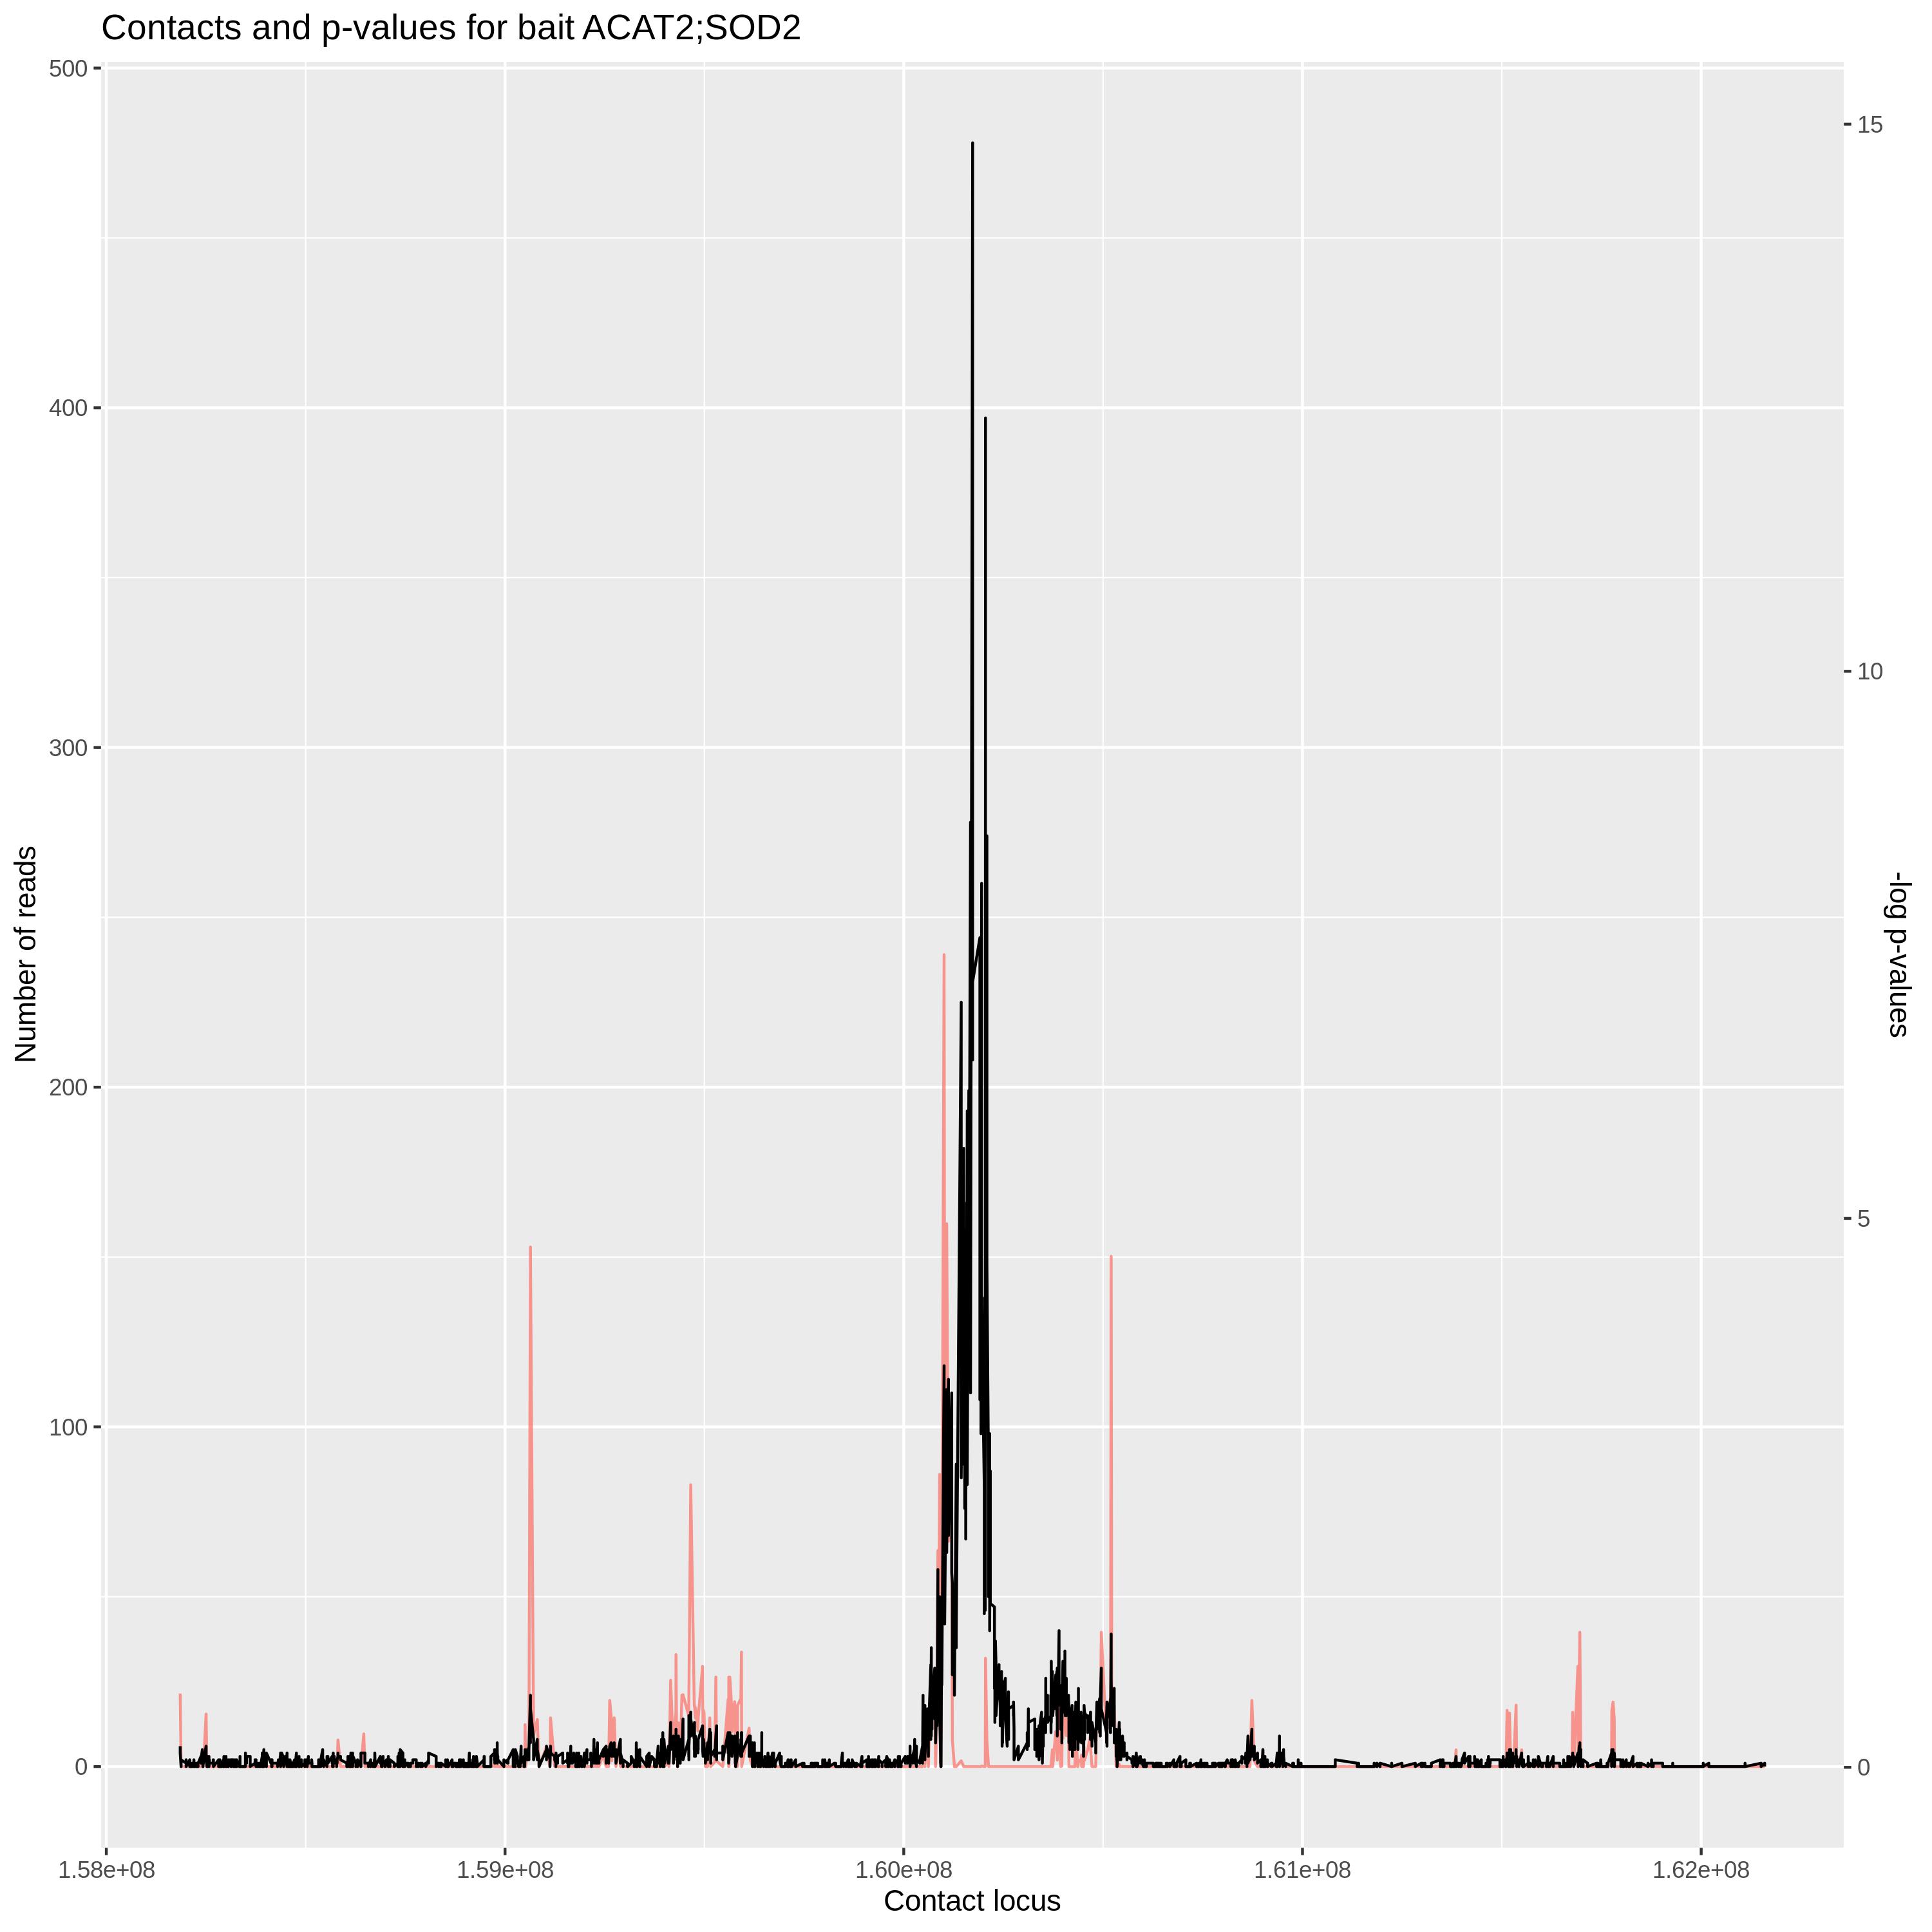 Contacts and p-values for bait ACAT2;SOD2
500
400
300
200
100
0
Number of reads
15
10
5
0
-log p-values
1.58e+08
1.59e+08
1.60e+08
1.61e+08
1.62e+08
Contact locus